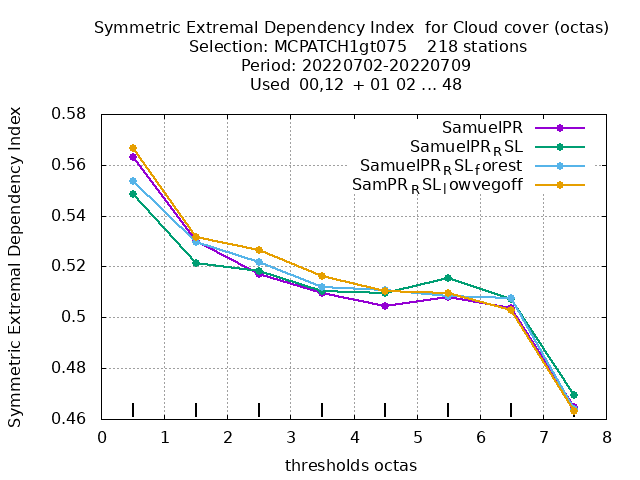 Symmetric Extremal Dependency Index for Cloud cover (octas)
Selection: MCPATCH1gt075 218 stations
Period: 20220702-20220709
Used 00,12 + 01 02 ... 48
Symmetric Extremal Dependency Index
0.58
0.56
0.54
0.52
0.5
0.48
0.46
SamuelPR
SamuelPR_RSL
SamuelPR_RSL_forest
SamPR_RSL_lowvegoff
0 1 2 3 4 5 6 7 8
thresholds octas